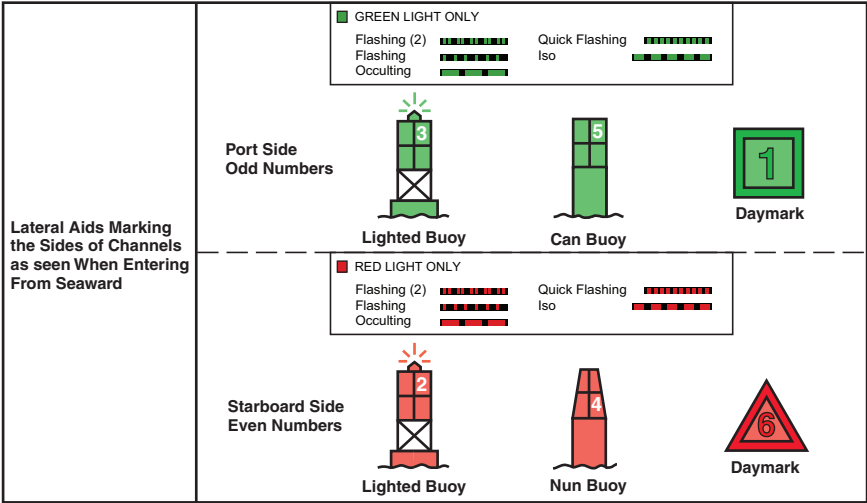 GREEN LIGHT ONLY
Flashing (2)
Quick Flashing
Flashing
Iso
Occulting
Port Side
Odd Numbers
3
5
1
Lighted Buoy
Can Buoy
Daymark
Lateral Aids Marking
the Sides of Channels
as seen When Entering
From Seaward
RED LIGHT ONLY
Flashing (2)
Quick Flashing
Flashing
Iso
Occulting
Starboard Side
Even Numbers
2
4
6
Lighted Buoy
Nun Buoy
Daymark